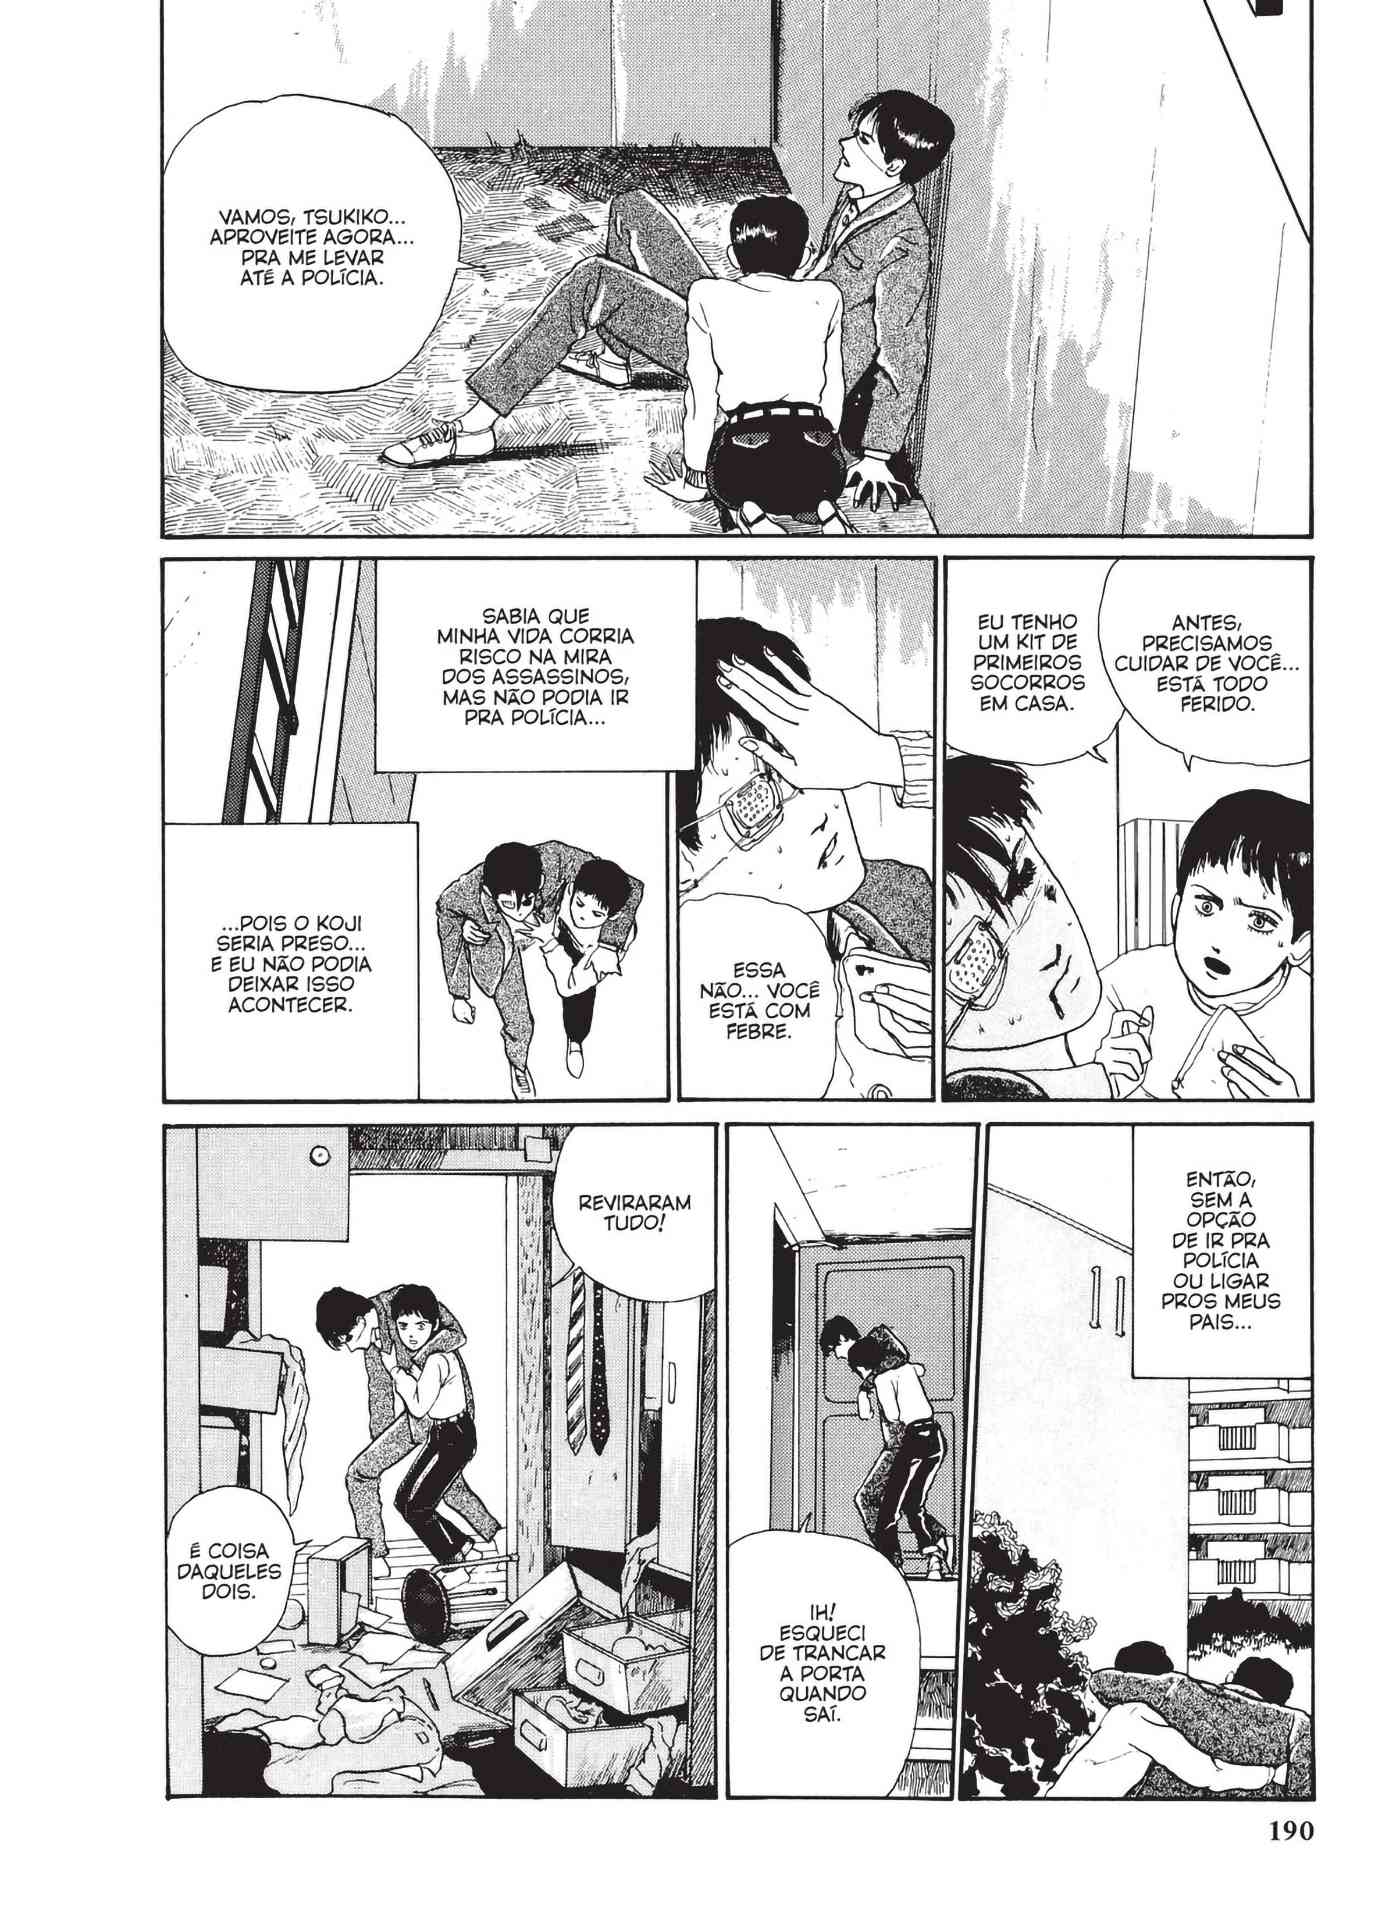 VAMOS, TSUKIKO...
APROVEITE AGORA...
PRA ME LEVAR
ATÉ A POLÍCIA.
ANTES,
PRECISAMOS
CUIDAR DE VOCÊ...
ESTÁ TODO
FERIDO.
EU TENHO
UM KIT DE
PRIMEIROS
SOCORROS
EM CASA.
ESSA
NÃO... VOCÊ
ESTÁ COM
FEBRE.
SABIA QUE
MINHA VIDA CORRIA
RISCO NA MIRA
DOS ASSASSINOS,
MAS NÃO PODIA IR
PRA POLÍCIA...
...POIS O KOJI
SERIA PRESO...
E EU NÃO PODIA
DEIXAR ISSO
ACONTECER.
ENTÃO,
SEM A
OPÇÃO
DE IR PRA
POLÍCIA
OU LIGAR
PROS MEUS
PAIS...
IH!
ESQUECI
DE TRANCAR
A PORTA
QUANDO
SAÍ.
REVIRARAM
TUDO!
É COISA
DAQUELES
DOIS.
190